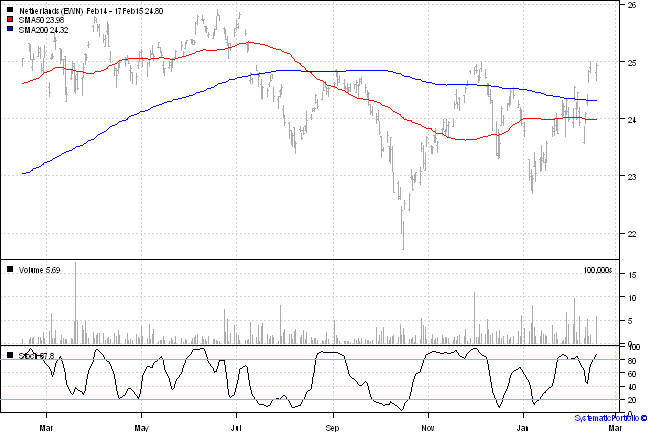 Netherlands (EWN) Feb14 - 17Feb15 24.80
SMA50 23.98
SMA200 24.32
26
25
24
23
22
Volume 5.69
100,000s
15
10
5
0
Stoch 87.8
100
80
60
40
20
0
Mar
May
Jul
Sep
Nov
Jan
Mar
SystematicPortfolio ©